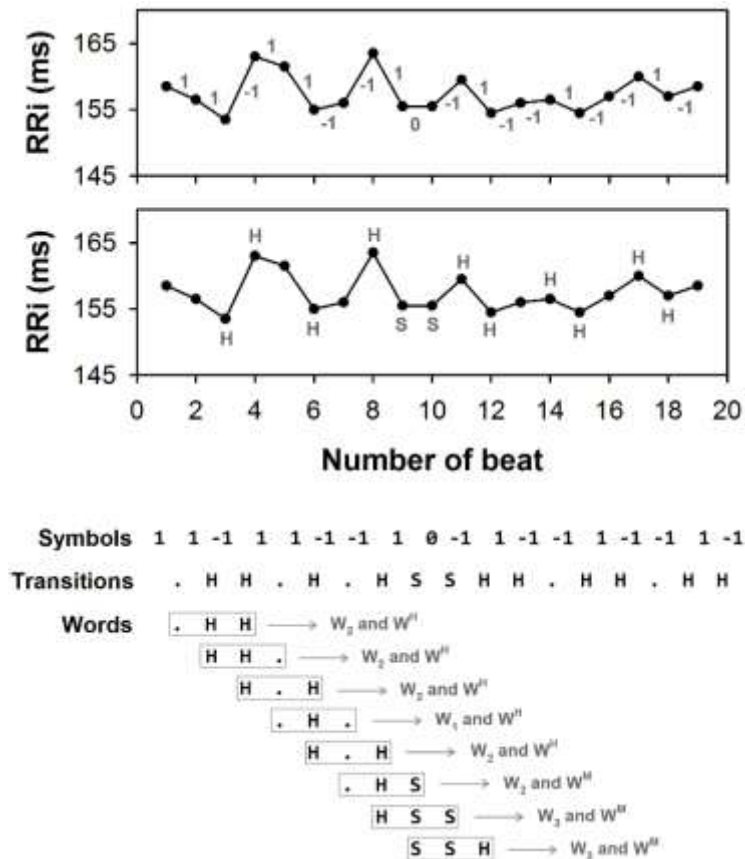 165
155
145
RRi (ms)
1 1 -1 1 1 -1 -1 1 0 -1 1 -1 -1 1 -1 -1 1 -1
165
155
145
RRi (ms)
H H H H H
H H S S H H H
0 2 4 6 8 10 12 14 16 18 20
Number of beat
Symbols 1 1 -1 1 1 -1 -1 1 0 -1 1 -1 -1 1 -1 -1 1 -1
Transitions . H H . H . H S S H H . H H . H H
Words . H H → W₂ and Wᴴ
H H . → W₂ and Wᴴ
H . H → W₂ and Wᴴ
. H . → W₁ and Wᴴ
H . H → W₂ and Wᴴ
. H S → W₂ and Wᴹ
H S S → W₃ and Wᴹ
S S H → W₃ and Wᴹ